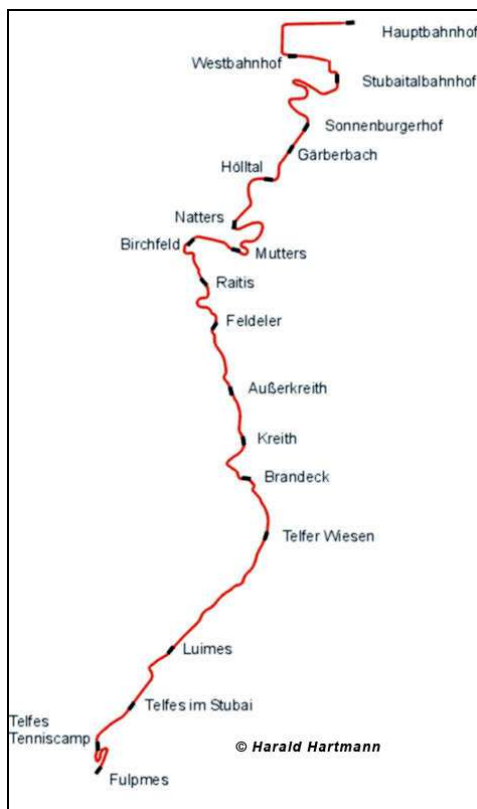 Hauptbahnhof
Westbahnhof
Stubaitalbahnhof
Sonnenburgerhof
Gärberbach
Hölltal
Natters
Birchfeld
Mutters
Raitis
Feldeler
Außerkreith
Kreith
Brandeck
Telfer Wiesen
Luimes
Telfes im Stubai
Telfes
Tenniscamp
© Harald Hartmann
Fulpmes